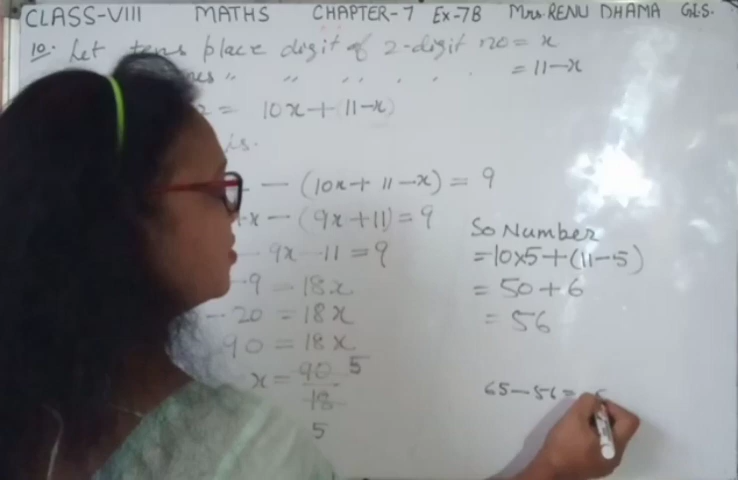 CLASS-VIII MATHS CHAPTER-7 Ex-7B Mrs. RENU DHAMA GLS.
10. Let tens place digit of 2-digit no = x
" " = 11-x
= 10x+(11-x)
is.
- (10x+11-x) = 9
x-(9x+11)=9
9x-11=9
-9=18x
-20=18x
90=18x
x=90 5
18
5
So Number
=10x5+(11-5)
= 50+6
= 56
65-56=